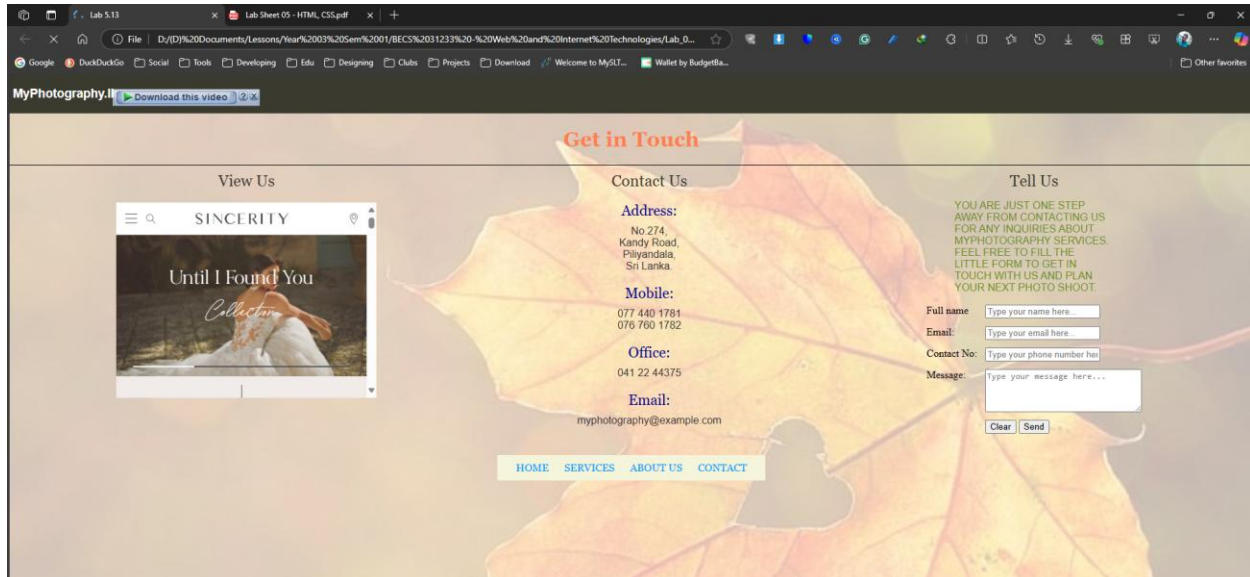 Lab 5.13
Lab Sheet 05 - HTML, CSS.pdf
File
D:/(D)%20Documents/Lessons/Year%2003%20Sem%2001/BECS%2031233%20-%20Web%20and%20Internet%20Technologies/Lab_0...
Google DuckDuckGo Social Tools Developing Edu Designing Clubs Projects Download Welcome to MySLT... Wallet by BudgetBa... Other favorites
MyPhotography.
Download this video
Get in Touch
View Us
SINCERITY
Until I Found You
Collection
Contact Us
Address:
No.274,
Kandy Road,
Piliyandala,
Sri Lanka.
Mobile:
077 440 1781
076 760 1782
Office:
041 22 44375
Email:
myphotography@example.com
Tell Us
YOU ARE JUST ONE STEP
AWAY FROM CONTACTING US
FOR ANY INQUIRIES ABOUT
MYPHOTOGRAPHY SERVICES.
FEEL FREE TO FILL THE
LITTLE FORM TO GET IN
TOUCH WITH US AND PLAN
YOUR NEXT PHOTO SHOOT.
Full name Type your name here...
Email: Type your email here...
Contact No: Type your phone number her
Message: Type your message here...
Clear Send
HOME SERVICES ABOUT US CONTACT